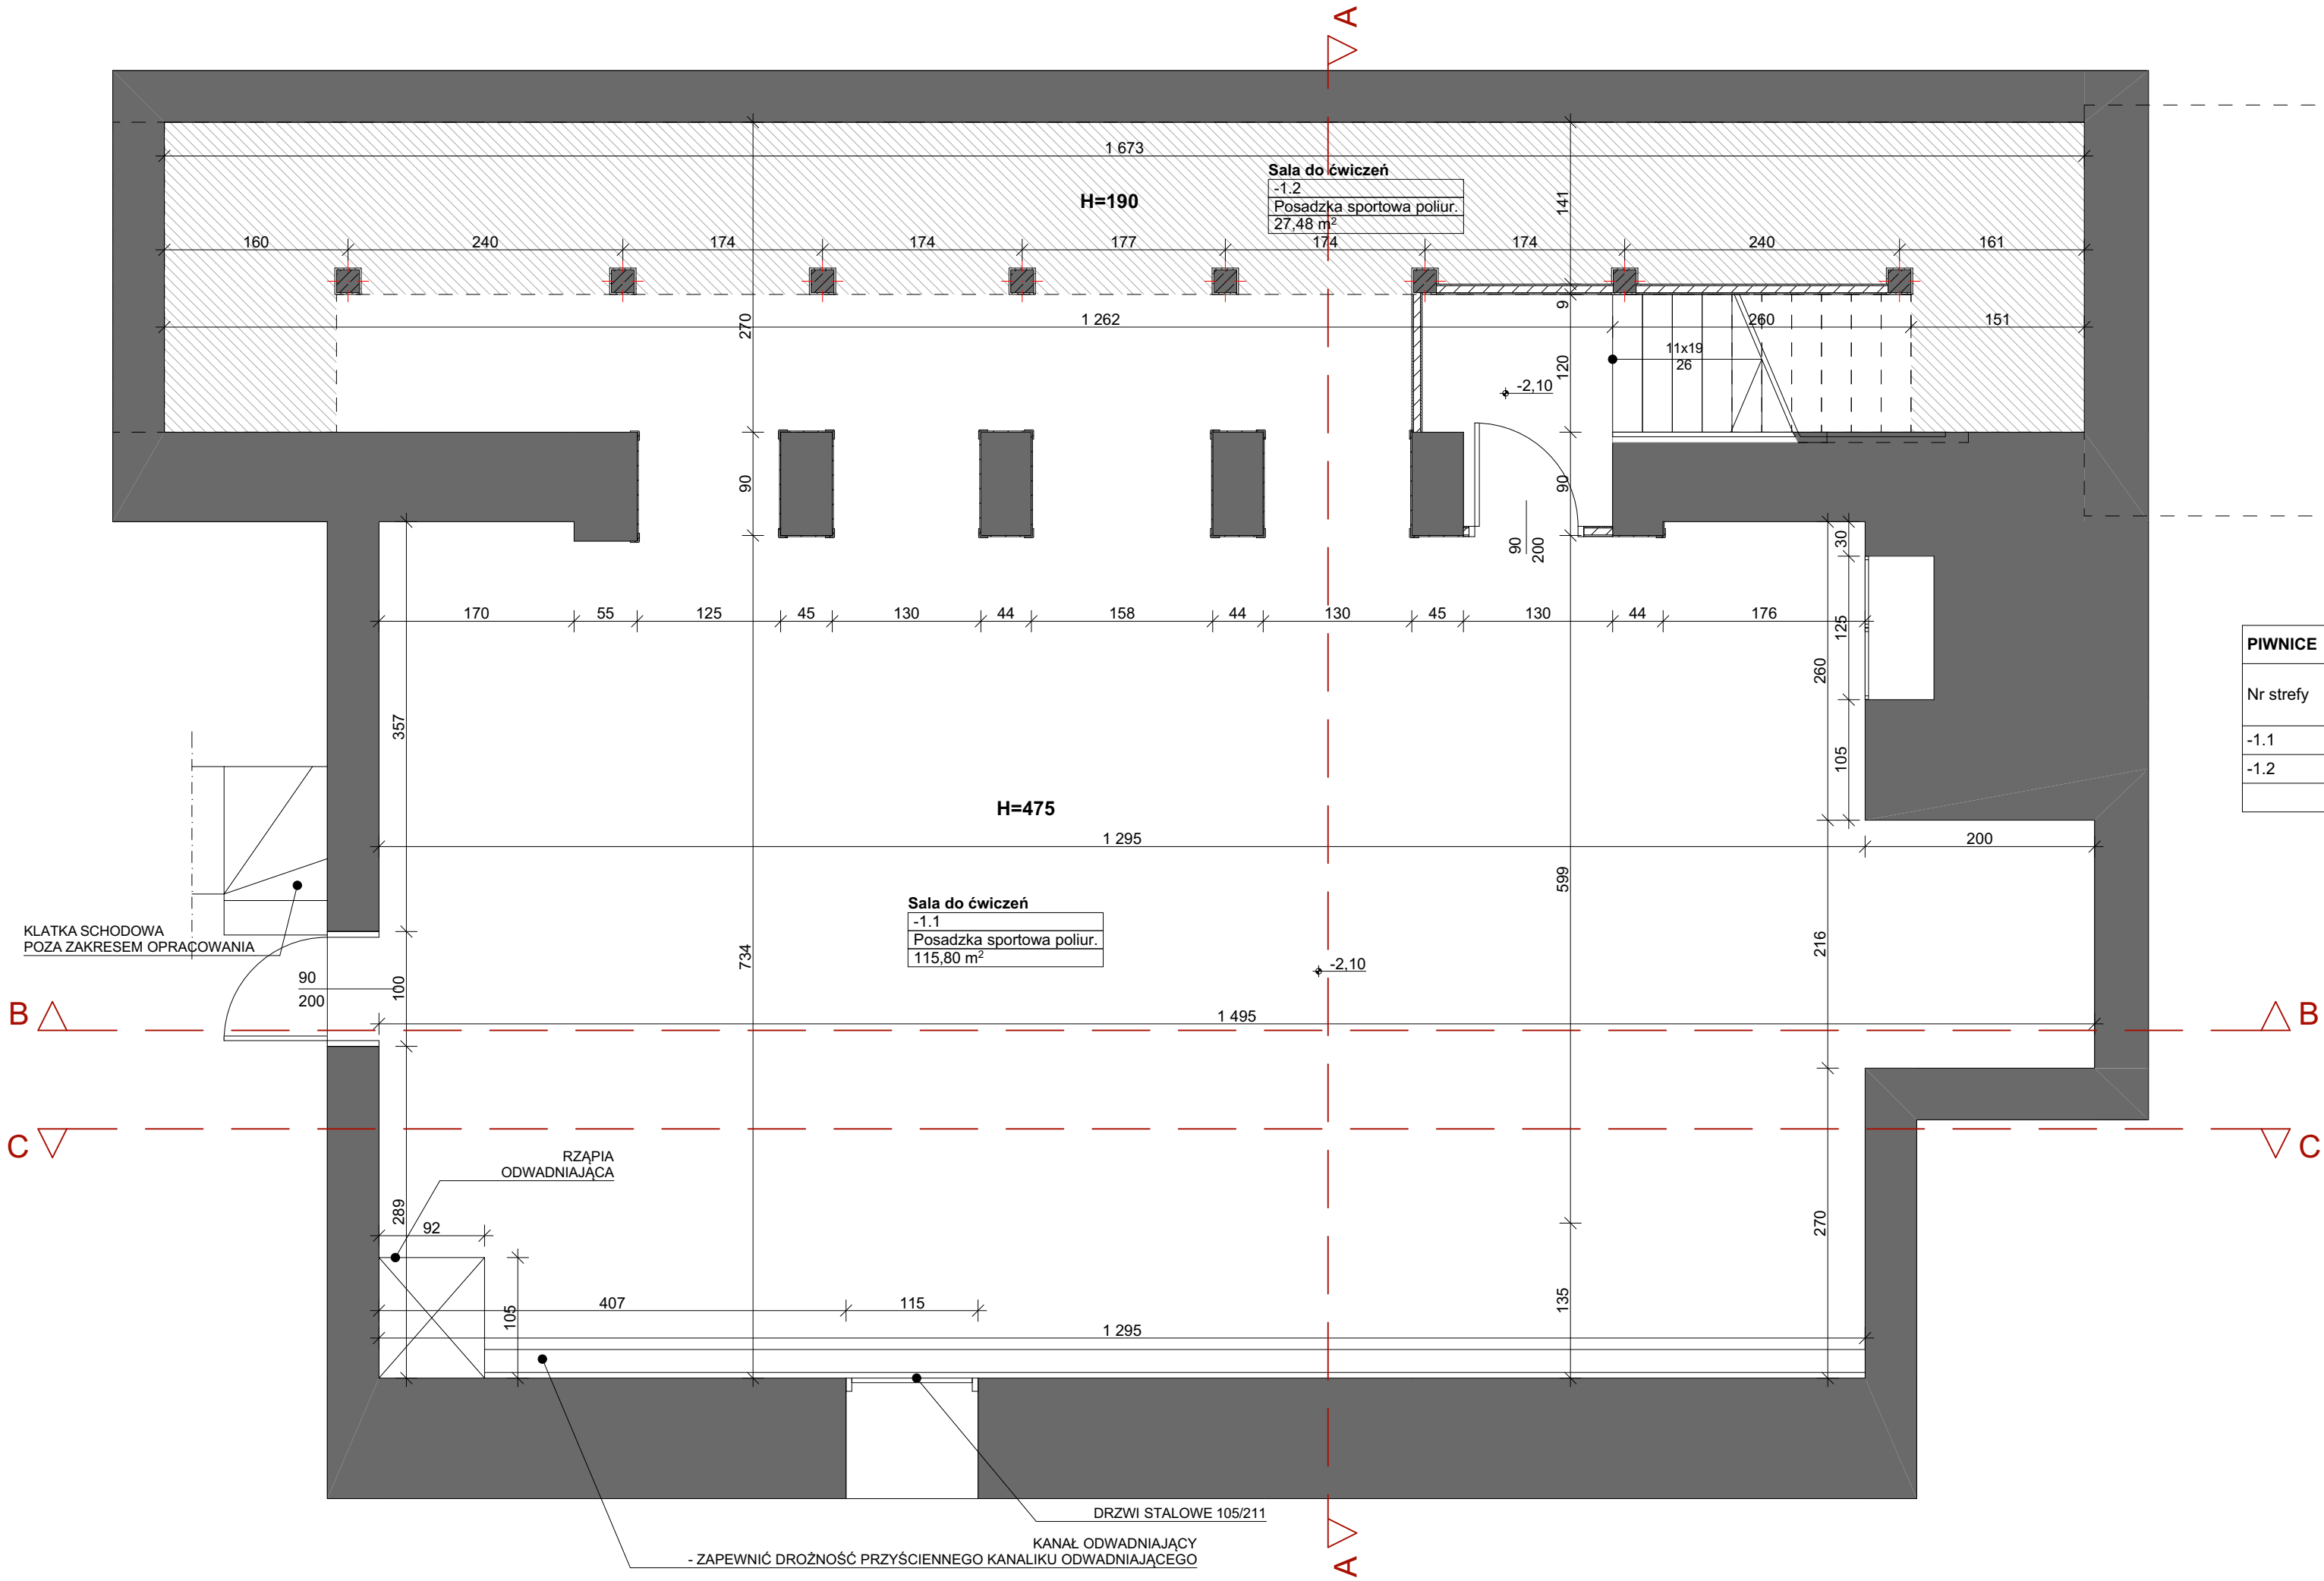 A
1 673
Sala do ćwiczeń
-1.2
Posadzka sportowa poliur.
27,48 m²
H=190
141
160
240
174
174
177
174
174
240
161
9
270
1 262
260
151
11x19
26
120
-2,10
90
90
90
200
30
170
55
125
45
130
44
158
44
130
45
130
44
176
125
260
105
357
PIWNICE
Nr strefy
-1.1
-1.2
H=475
1 295
200
599
Sala do ćwiczeń
-1.1
Posadzka sportowa poliur.
115,80 m²
KLATKA SCHODOWA
POZA ZAKRESEM OPRACOWANIA
734
216
-2,10
90
200
100
B
1 495
B
C
C
RZĄPIA
ODWADNIAJĄCA
289
92
270
105
407
115
135
1 295
DRZWI STALOWE 105/211
KANAŁ ODWADNIAJĄCY
- ZAPEWNIĆ DROŻNOŚĆ PRZYŚCIENNEGO KANALIKU ODWADNIAJĄCEGO
A